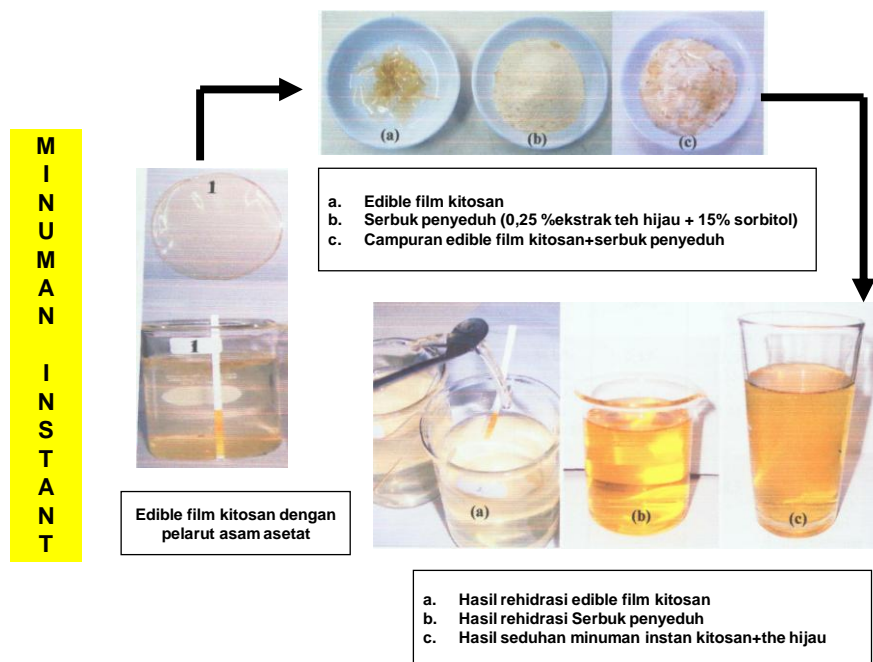 MINUMAN INSTANT
1
1
Edible film kitosan dengan
pelarut asam asetat
(a)
(b)
(c)
a. Edible film kitosan
b. Serbuk penyeduh (0,25 %ekstrak teh hijau + 15% sorbitol)
c. Campuran edible film kitosan+serbuk penyeduh
(a)
(b)
(c)
a. Hasil rehidrasi edible film kitosan
b. Hasil rehidrasi Serbuk penyeduh
c. Hasil seduhan minuman instan kitosan+the hijau